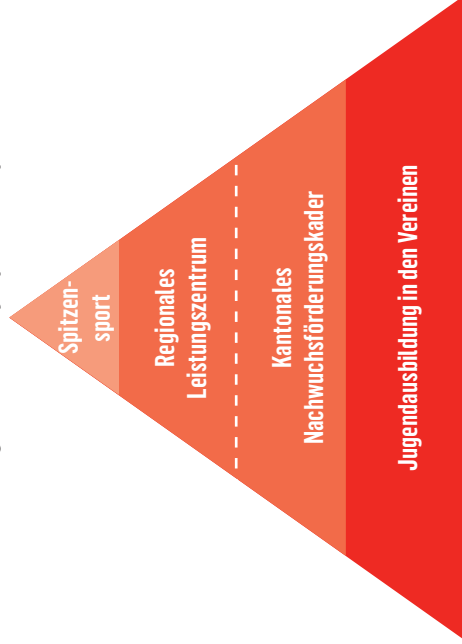 Spitzen-
sport
Regionales
Leistungszentrum
Kantonales
Nachwuchsförderungskader
Jugendausbildung in den Vereinen